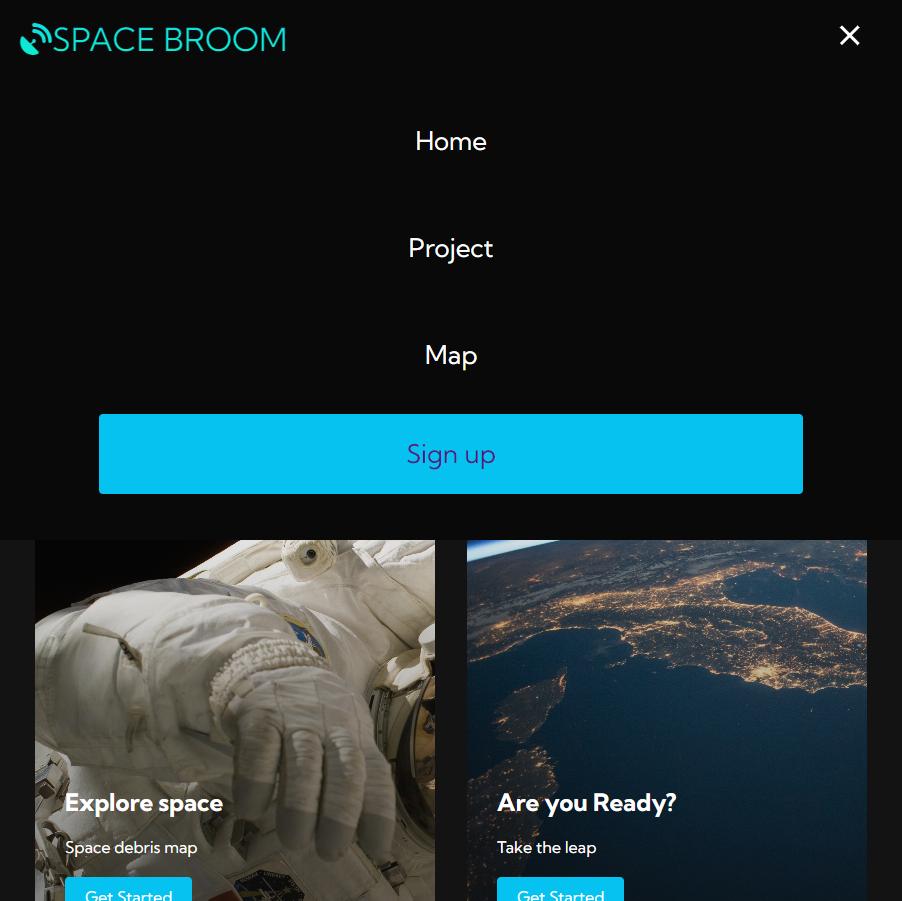 SPACE BROOM
Home
Project
Map
Sign up
Explore space
Space debris map
Get Started
Are you Ready?
Take the leap
Get Started